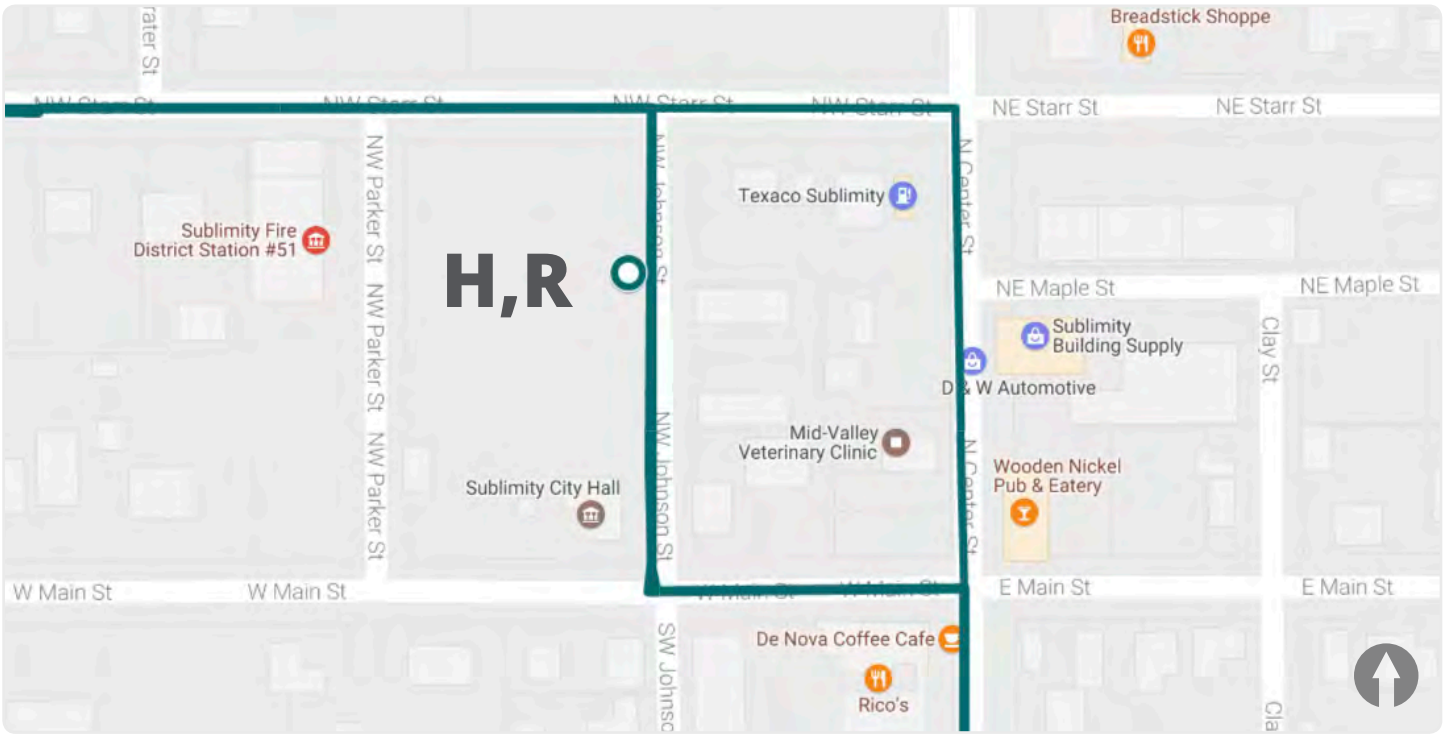 Breadstick Shoppe
rater St
NW Starr St
NW Starr St
NW Starr St
NW Starr St
NE Starr St
NE Starr St
NW Parker St
NW Johnson St
N Center St
Texaco Sublimity
Sublimity Fire
District Station #51
H,R
NE Maple St
NE Maple St
NW Parker St
Sublimity
Building Supply
Clay St
D & W Automotive
NW Johnson St
Mid-Valley
Veterinary Clinic
N Center St
NW Parker St
Wooden Nickel
Pub & Eatery
Sublimity City Hall
W Main St
W Main St
W Main St
W Main St
E Main St
E Main St
SW Johnso
De Nova Coffee Cafe
Rico's
Cla